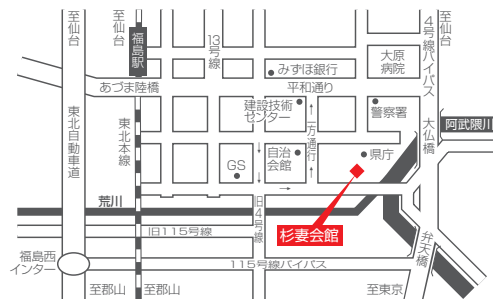 至仙台
至仙台
至仙台
福島駅
13号線
4号線バイパス
みずほ銀行
大原
病院
あづま陸橋
平和通り
建設技術
センター
警察署
一方通行
大仏橋
阿武隈川
東北自動車道
東北本線
自治
会館
県庁
GS
荒川
旧4号線
旧115号線
杉妻会館
弁天橋
福島西
インター
115号線バイパス
至郡山
至郡山
至東京